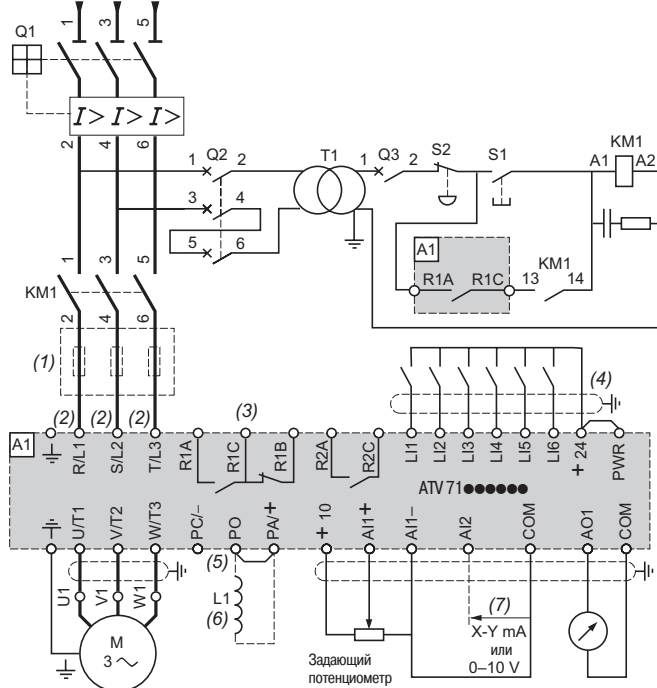 1 3 5
Q1
I> I> I>
2 4 6
1 Q2 2 T1 1 Q3 2 S2 S1 KM1
A1 A2
3 4
5 6
A1
R1A R1C 13 KM1 14
1 3 5
KM1
2 4 6
(1)
(2) (2) (2) (3) (4)
A1 R/L1 S/L2 T/L3 R1A R1C R1B R2A R2C LI1 LI2 LI3 LI4 LI5 LI6 +24 PWR
ATV 71●●●●●●
U/T1 V/T2 W/T3 PC/– PO PA/+ +10 AI1+ AI1– AI2 COM AO1 COM
(5)
U1 V1 W1 L1 (7)
(6)
M
3 ~
X-Y mA
или
0–10 V
Задающий
потенциометр